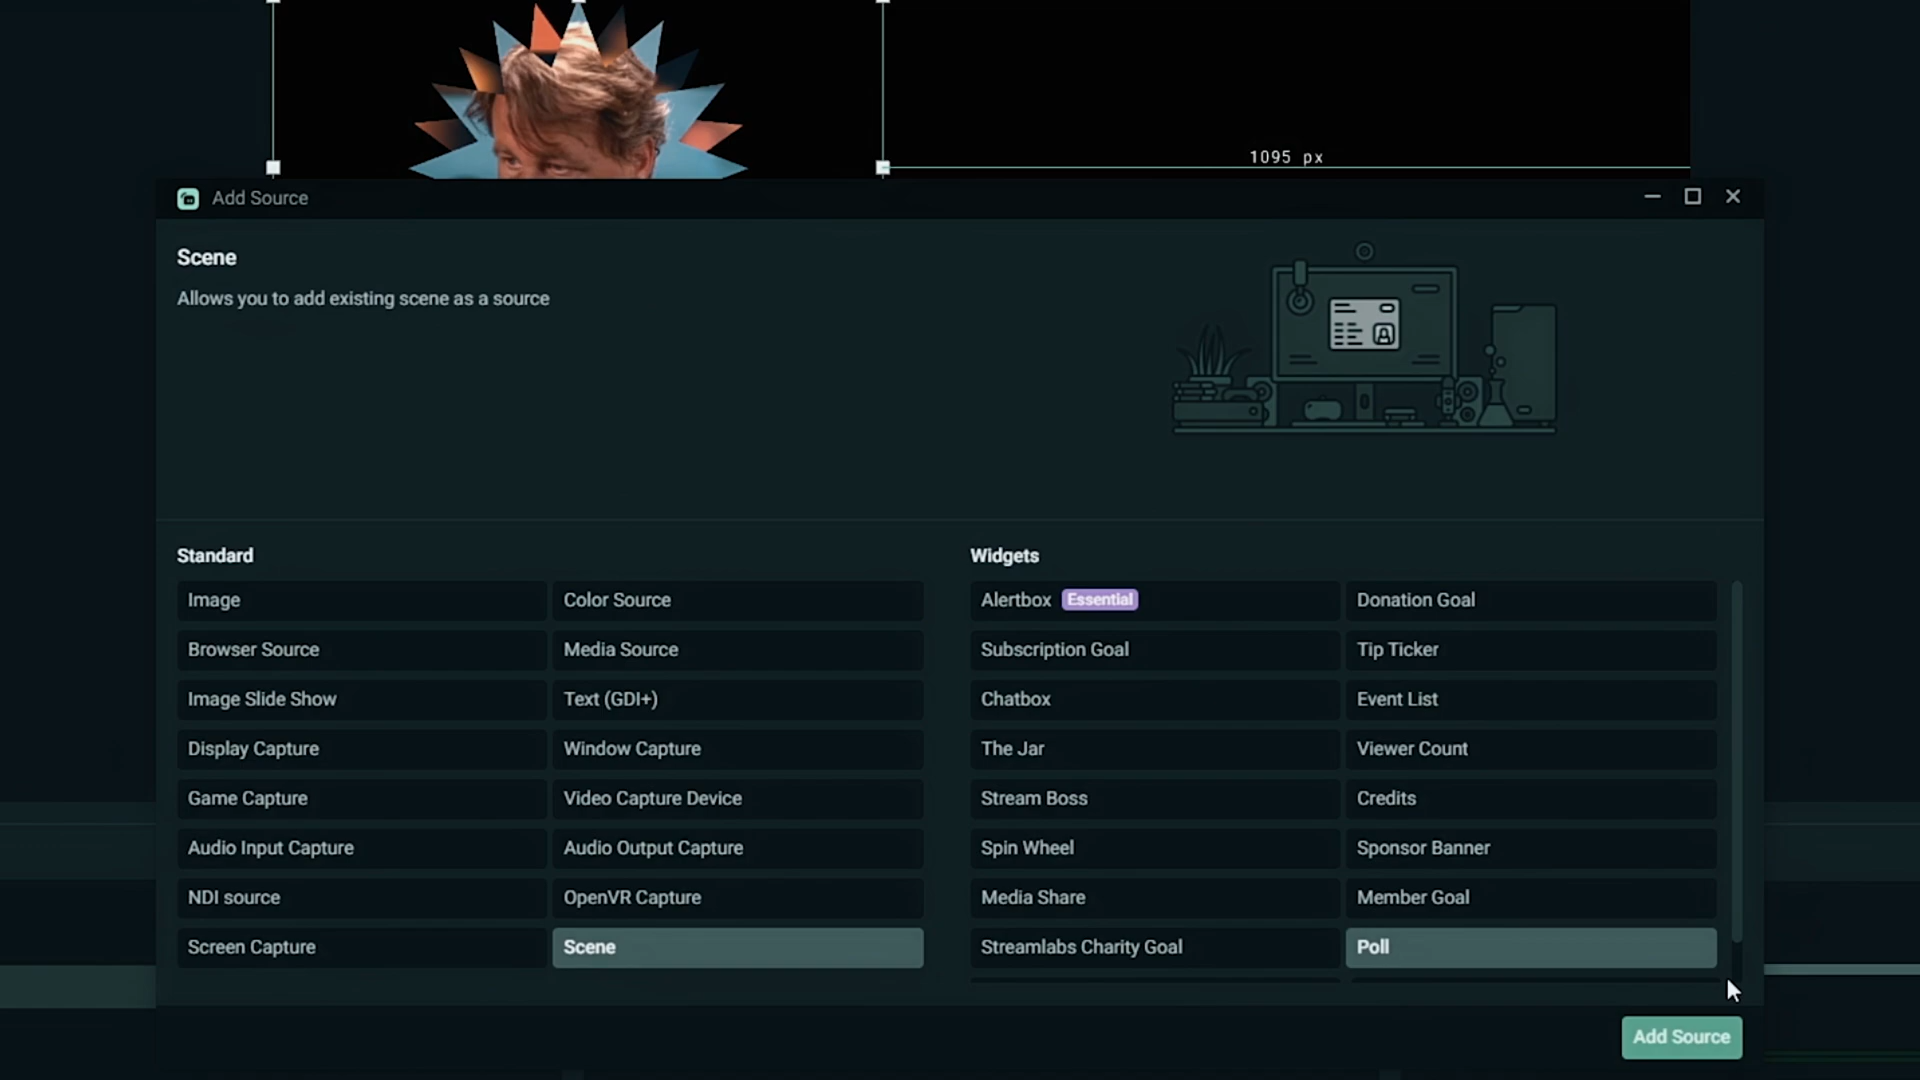 1095 px
Add Source
Scene
Allows you to add existing scene as a source
Standard
Image
Color Source
Browser Source
Media Source
Image Slide Show
Text (GDI+)
Display Capture
Window Capture
Game Capture
Video Capture Device
Audio Input Capture
Audio Output Capture
NDI source
OpenVR Capture
Screen Capture
Scene
Widgets
Alertbox Essential
Donation Goal
Subscription Goal
Tip Ticker
Chatbox
Event List
The Jar
Viewer Count
Stream Boss
Credits
Spin Wheel
Sponsor Banner
Media Share
Member Goal
Streamlabs Charity Goal
Poll
Add Source